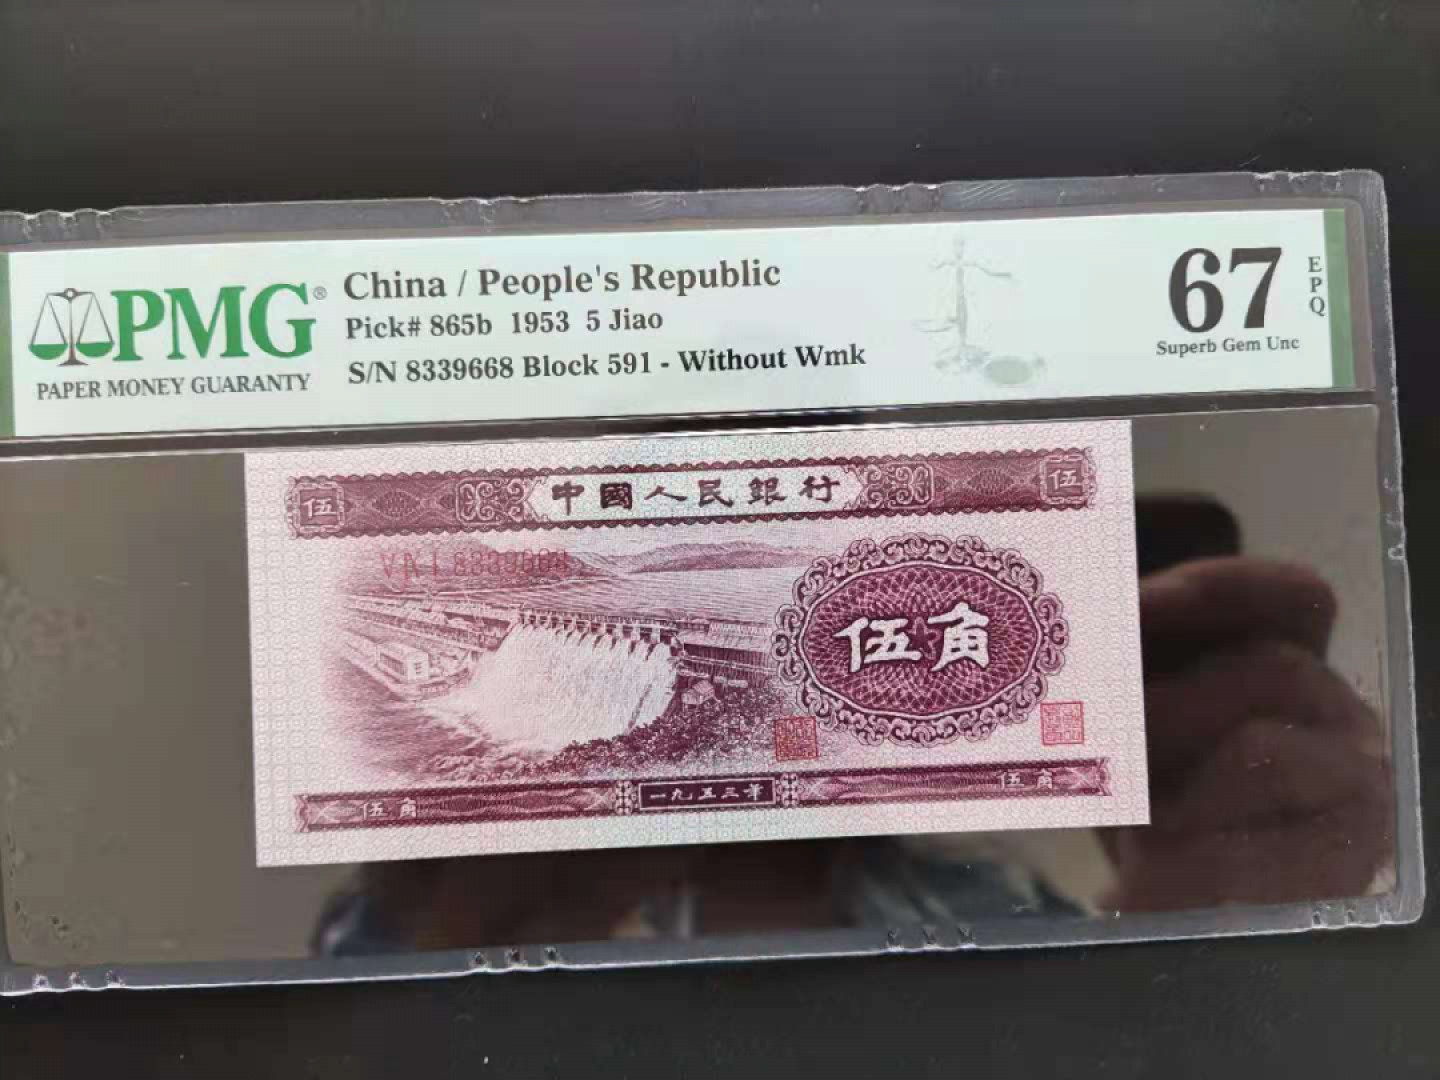 PMG®
PAPER MONEY GUARANTY
China / People's Republic
Pick# 865b 1953 5 Jiao
S/N 8339668 Block 591 - Without Wmk
67
EPQ
Superb Gem Unc
伍
中國人民銀行
伍
8339668
伍角
伍角
一九五三年
伍角